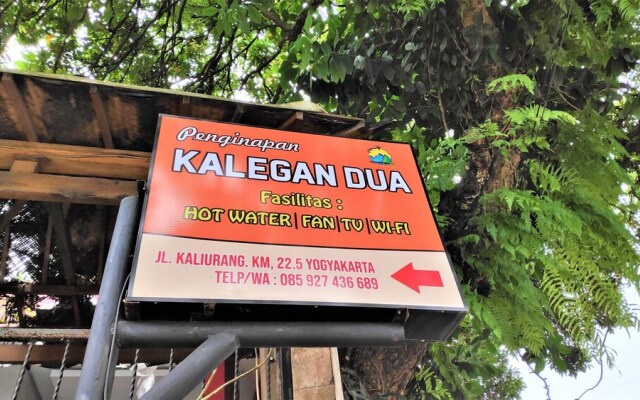 Penginapan
KALEGAN DUA
Fasilitas :
HOT WATER | FAN | TV | WI-FI
JL. KALIURANG. KM, 22.5 YOGYAKARTA
TELP/WA : 085 927 436 689